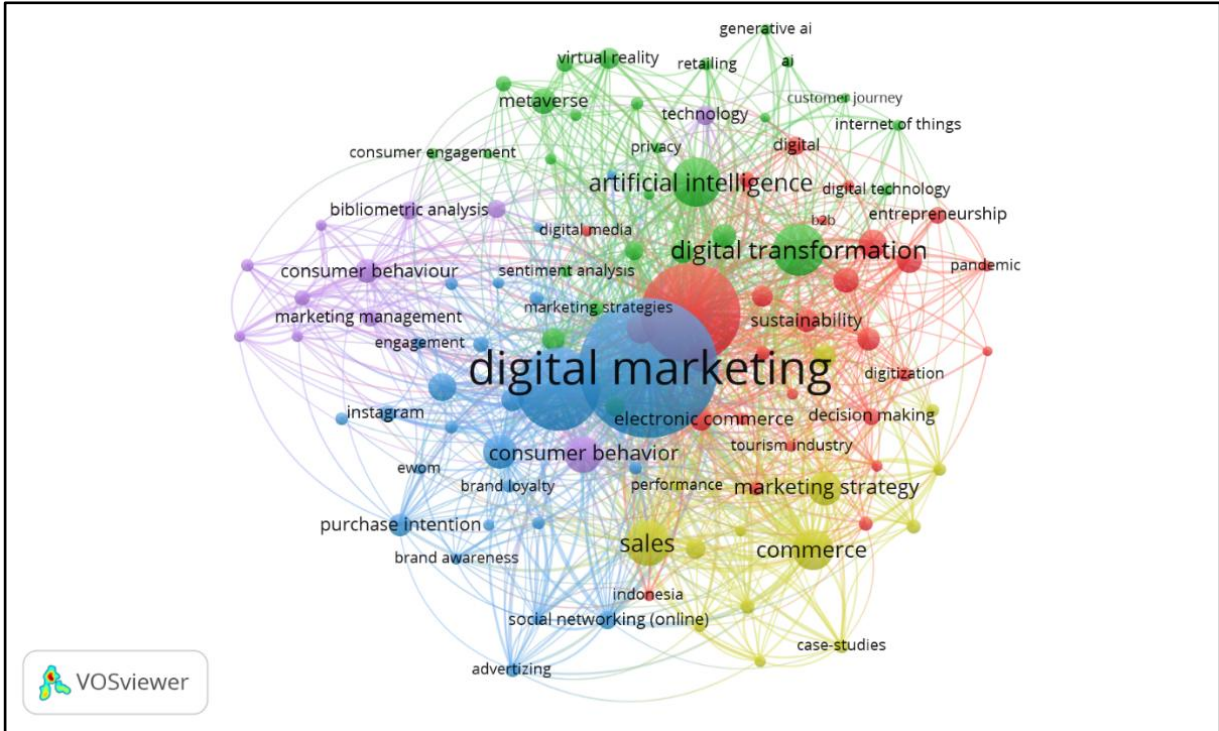 generative ai
virtual reality
retailing
ai
metaverse
customer journey
technology
internet of things
consumer engagement
privacy
digital
artificial intelligence
digital technology
bibliometric analysis
b2b
entrepreneurship
digital media
digital transformation
consumer behaviour
sentiment analysis
pandemic
marketing strategies
marketing management
sustainability
engagement
digital marketing
digitization
instagram
electronic commerce
decision making
consumer behavior
tourism industry
ewom
brand loyalty
performance
marketing strategy
purchase intention
sales
commerce
brand awareness
indonesia
social networking (online)
case-studies
advertizing
VOSviewer